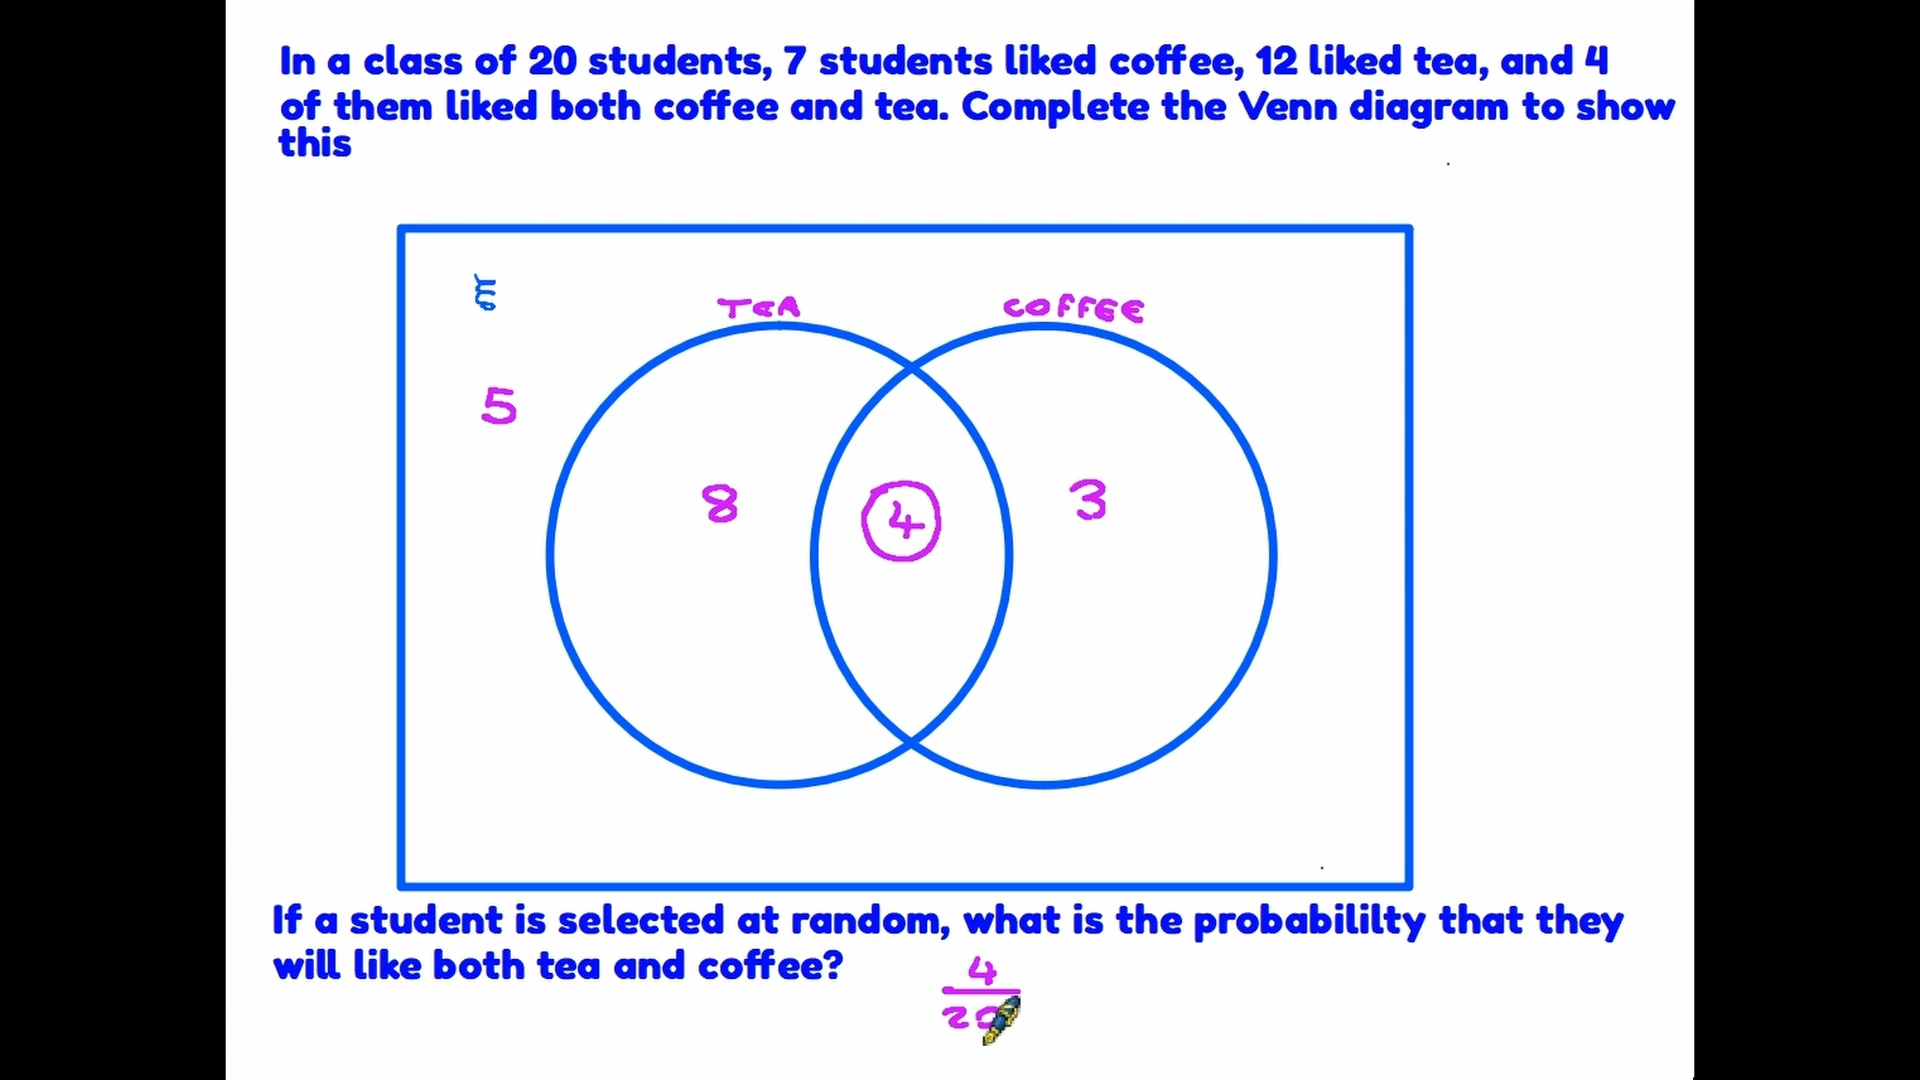 In a class of 20 students, 7 students liked coffee, 12 liked tea, and 4
of them liked both coffee and tea. Complete the Venn diagram to show
this
ξ
TEA COFFEE
5
8 4 3
If a student is selected at random, what is the probabililty that they
will like both tea and coffee?
4
20